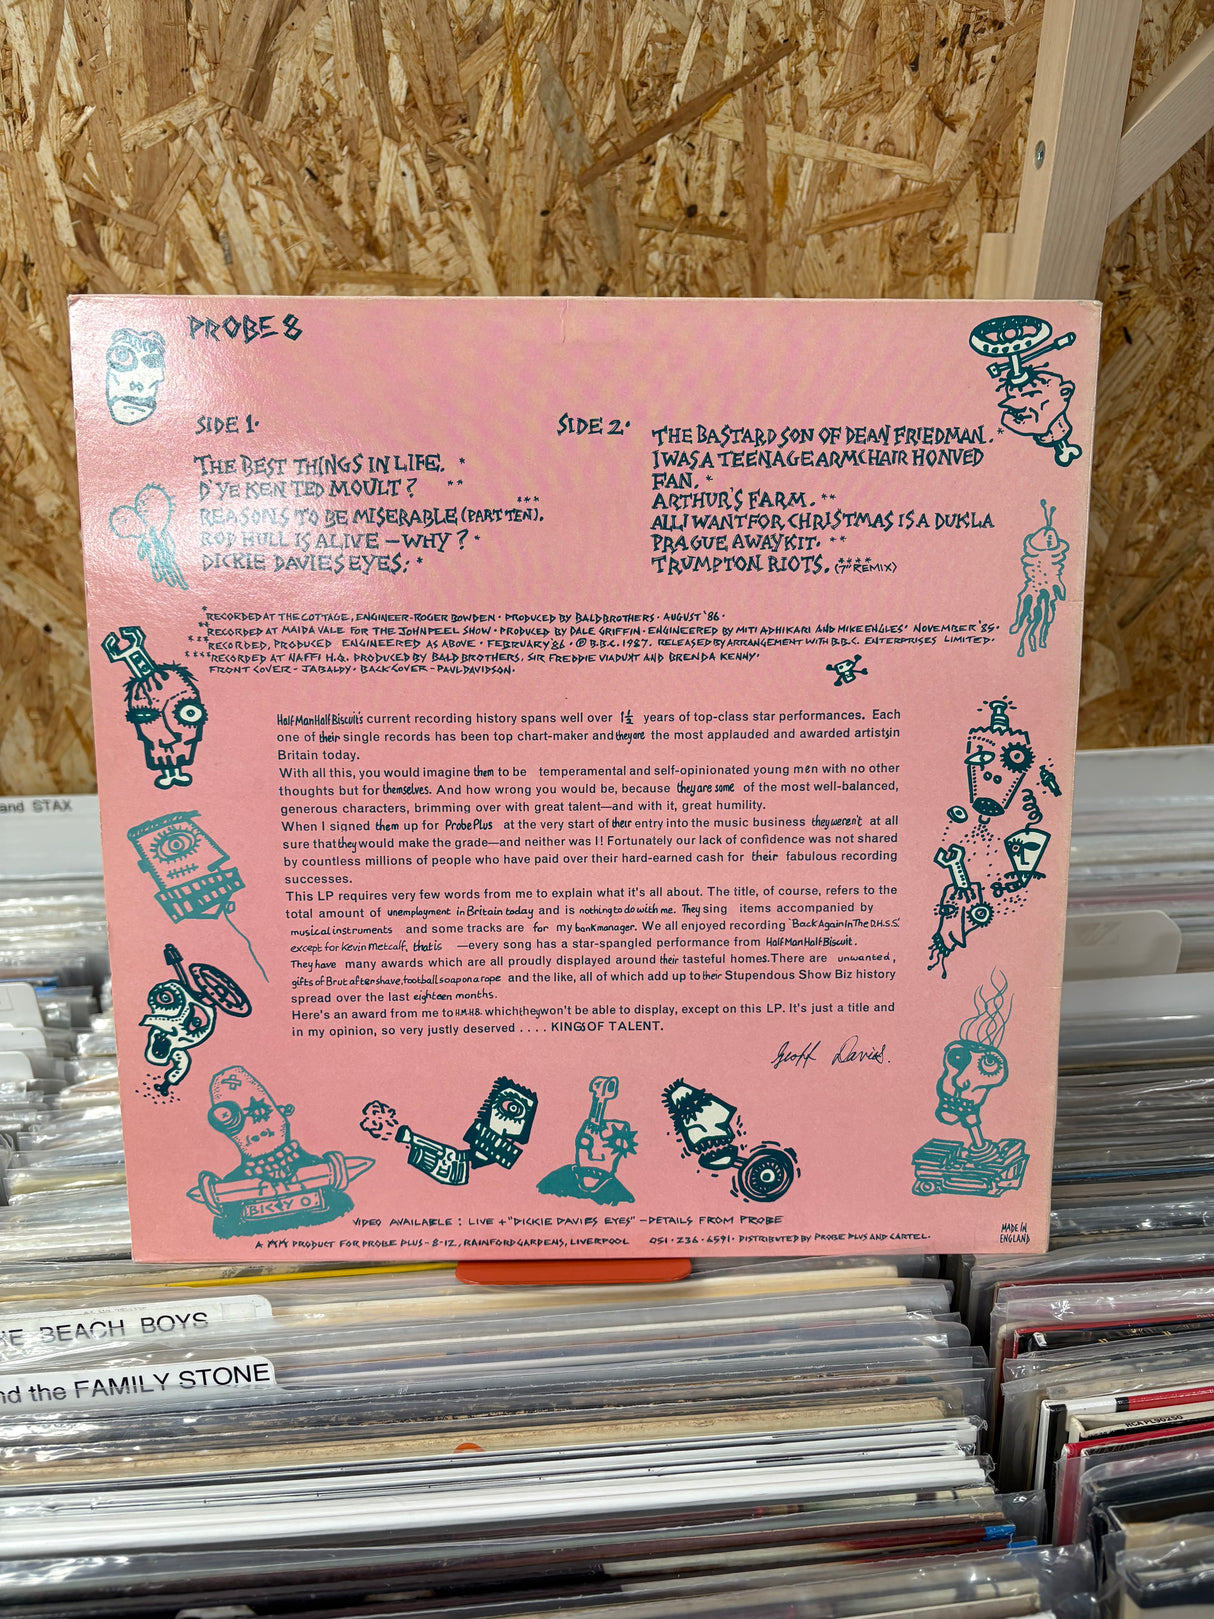 PROBE 8
SIDE 1·
THE BEST THINGS IN LIFE. *
D'YE KEN TED MOULT? **
REASONS TO BE MISERABLE (PART TEN). ***
ROD HULL IS ALIVE – WHY? *
DICKIE DAVIES EYES: *
SIDE 2·
THE BASTARD SON OF DEAN FRIEDMAN. *
I WAS A TEENAGE ARMCHAIR HONVED
FAN. *
ARTHUR'S FARM. **
ALL I WANT FOR CHRISTMAS IS A DUKLA
PRAGUE AWAY KIT. **
TRUMPTON RIOTS. (7" REMIX) ****
* RECORDED AT THE COTTAGE, ENGINEER-ROGER BOWDEN · PRODUCED BY BALD BROTHERS · AUGUST '86 ·
** RECORDED AT MAIDA VALE FOR THE JOHN PEEL SHOW · PRODUCED BY DALE GRIFFIN · ENGINEERED BY MITI ADHIKARI AND MIKE ENGLES' NOVEMBER '85·
*** RECORDED, PRODUCED ENGINEERED AS ABOVE · FEBRUARY '86 · ℗ B.B.C. 1987. RELEASED BY ARRANGEMENT WITH B.B.C. ENTERPRISES LIMITED.
**** RECORDED AT NAFFI H.Q. PRODUCED BY BALD BROTHERS. SIR FREDDIE VIADUXT AND BRENDA KENNY·
FRONT COVER - JABALDY · BACK COVER - PAUL DAVIDSON·
Half Man Half Biscuit's current recording history spans well over 1½ years of top-class star performances. Each
one of their single records has been top chart-maker and they are the most applauded and awarded artists in
Britain today.
With all this, you would imagine them to be temperamental and self-opinionated young men with no other
thoughts but for themselves. And how wrong you would be, because they are some of the most well-balanced,
generous characters, brimming over with great talent—and with it, great humility.
When I signed them up for Probe Plus at the very start of their entry into the music business they weren't at all
sure that they would make the grade—and neither was I! Fortunately our lack of confidence was not shared
by countless millions of people who have paid over their hard-earned cash for their fabulous recording
successes.
This LP requires very few words from me to explain what it's all about. The title, of course, refers to the
total amount of unemployment in Britain today and is nothing to do with me. They sing items accompanied by
musical instruments and some tracks are for my bank manager. We all enjoyed recording 'Back Again In The D.H.S.S.'
except for Kevin Metcalf, that is —every song has a star-spangled performance from Half Man Half Biscuit.
They have many awards which are all proudly displayed around their tasteful homes. There are unwanted,
gifts of Brut aftershave, football soap on a rope and the like, all of which add up to their Stupendous Show Biz history
spread over the last eighteen months.
Here's an award from me to H.M.H.B. which they won't be able to display, except on this LP. It's just a title and
in my opinion, so very justly deserved .... KINGS OF TALENT.
Geoff Davies.
BIGGY O.
VIDEO AVAILABLE : LIVE + "DICKIE DAVIES EYES" – DETAILS FROM PROBE
PRODUCT FOR PROBE PLUS - 8-12, RAINFORD GARDENS, LIVERPOOL 051 · 236 · 6591 · DISTRIBUTED BY PROBE PLUS AND CARTEL.
MADE IN
ENGLAND
and STAX
BEACH BOYS
nd the FAMILY STONE